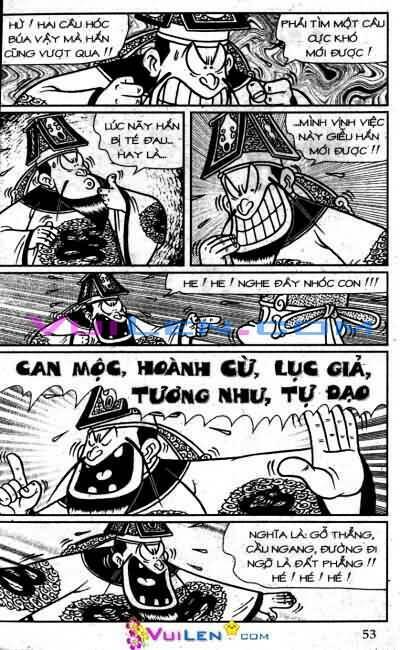 HỪ! HAI CÂU HÓC
BÚA VẬY MÀ HẮN
CŨNG VƯỢT QUA!!
PHẢI TÌM MỘT CÂU
CỰC KHÓ
MỚI ĐƯỢC!
LÚC NÃY HẮN
BỊ TÉ ĐAU...
HAY LÀ...
...MÌNH VỊNH VIỆC
NÀY GIỄU HẮN
MỚI ĐƯỢC!!
HE! HE! NGHE ĐÂY NHÓC CON!!!
VUILEN.COM
CAN MỘC, HOÀNH CỪ, LỤC GIẢ,
TƯƠNG NHƯ, TỰ ĐẠO
NGHĨA LÀ: GỖ THẲNG,
CẦU NGANG, ĐƯỜNG ĐI
NGÕ LÀ ĐẤT PHẲNG!!
HÉ! HÉ! HÉ!
53
VUILEN.COM